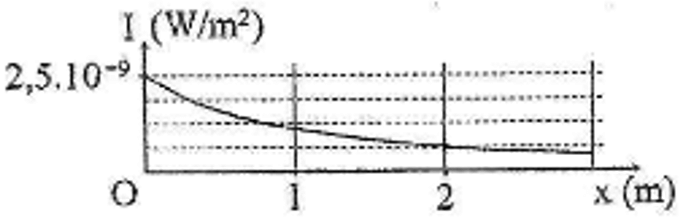 I (W/m²)
2,5.10⁻⁹
O 1 2 x (m)